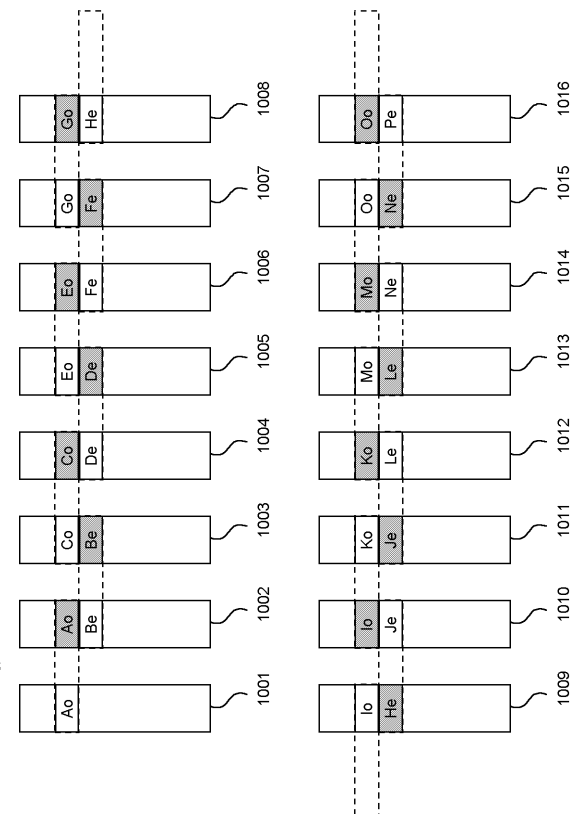 Ao Ao Co Co Eo Eo Go Go
Be Be De De Fe Fe He
1001 1002 1003 1004 1005 1006 1007 1008
Io Io Ko Ko Mo Mo Oo Oo
He Je Je Le Le Ne Ne Pe
1009 1010 1011 1012 1013 1014 1015 1016